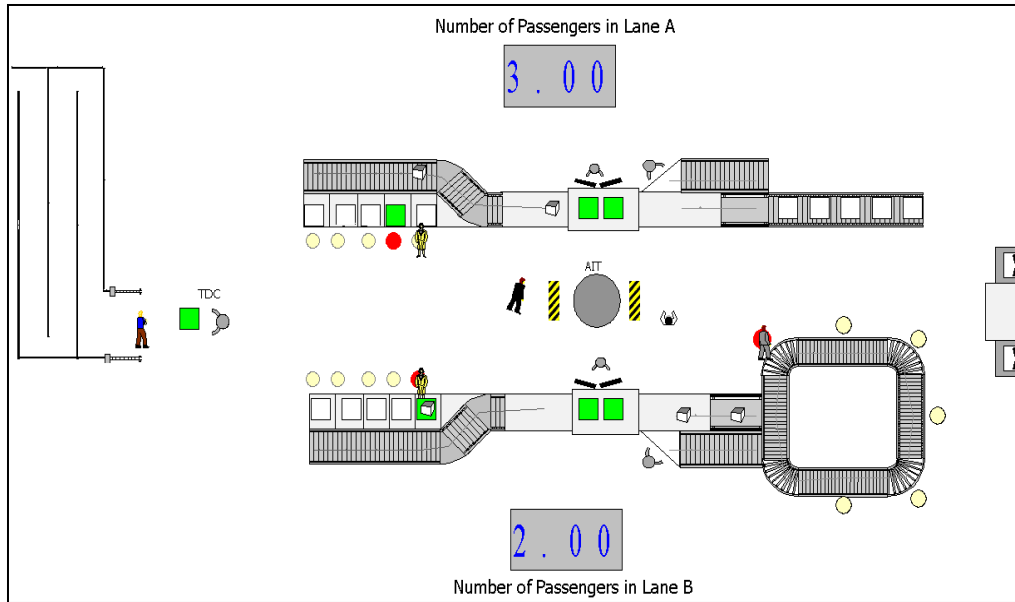 Number of Passengers in Lane A
3.00
TDC
AIT
2.00
Number of Passengers in Lane B